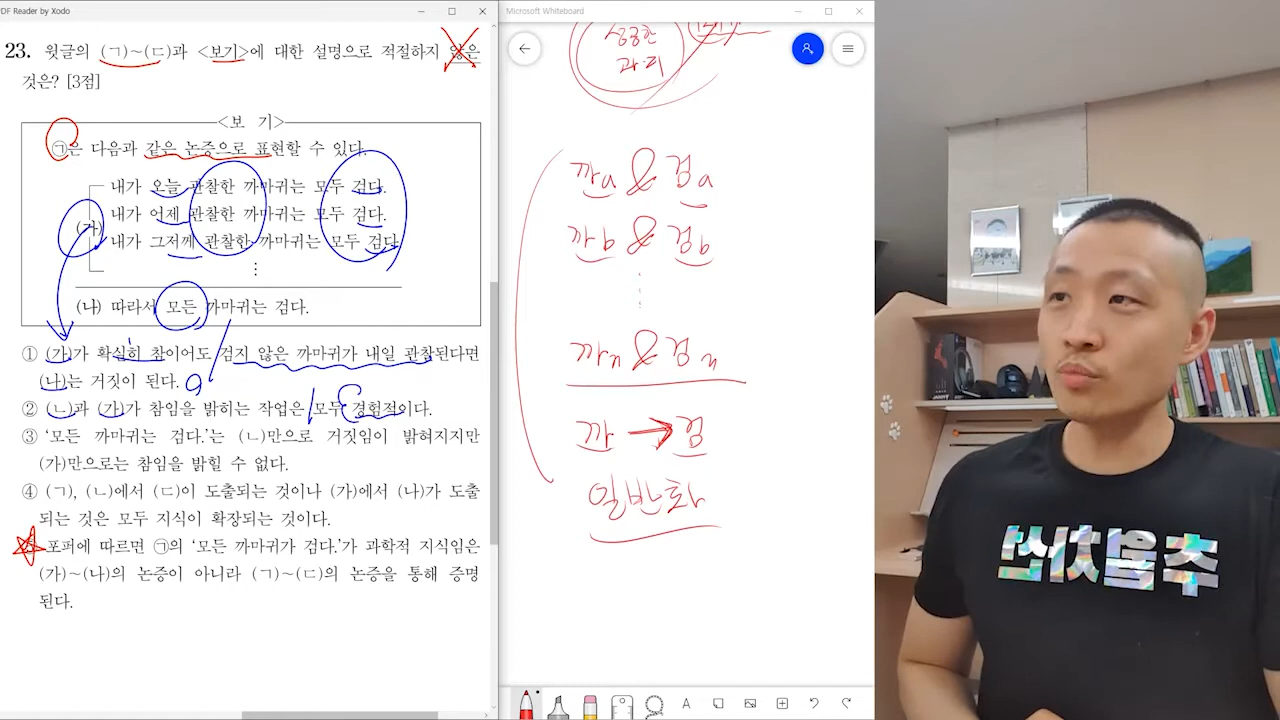 PDF Reader by Xodo
23. 윗글의 (ㄱ)~(ㄷ)과 <보기>에 대한 설명으로 적절하지 않은
것은? [3점]
<보 기>
㉠은 다음과 같은 논증으로 표현할 수 있다.
내가 오늘 관찰한 까마귀는 모두 검다.
내가 어제 관찰한 까마귀는 모두 검다.
(가)
내가 그저께 관찰한 까마귀는 모두 검다.
⋮
(나) 따라서 모든 까마귀는 검다.
① (가)가 확실히 참이어도 검지 않은 까마귀가 내일 관찰된다면
(나)는 거짓이 된다.
② (ㄴ)과 (가)가 참임을 밝히는 작업은 모두 경험적이다.
③ ‘모든 까마귀는 검다.’는 (ㄴ)만으로 거짓임이 밝혀지지만
(가)만으로는 참임을 밝힐 수 없다.
④ (ㄱ), (ㄴ)에서 (ㄷ)이 도출되는 것이나 (가)에서 (나)가 도출
되는 것은 모두 지식이 확장되는 것이다.
포퍼에 따르면 ㉠의 ‘모든 까마귀가 검다.’가 과학적 지식임은
(가)~(나)의 논증이 아니라 (ㄱ)~(ㄷ)의 논증을 통해 증명
된다.
Microsoft Whiteboard
성공한
까a & 검a
까b & 검b
⋮
까n & 검n
까 → 검
일반화